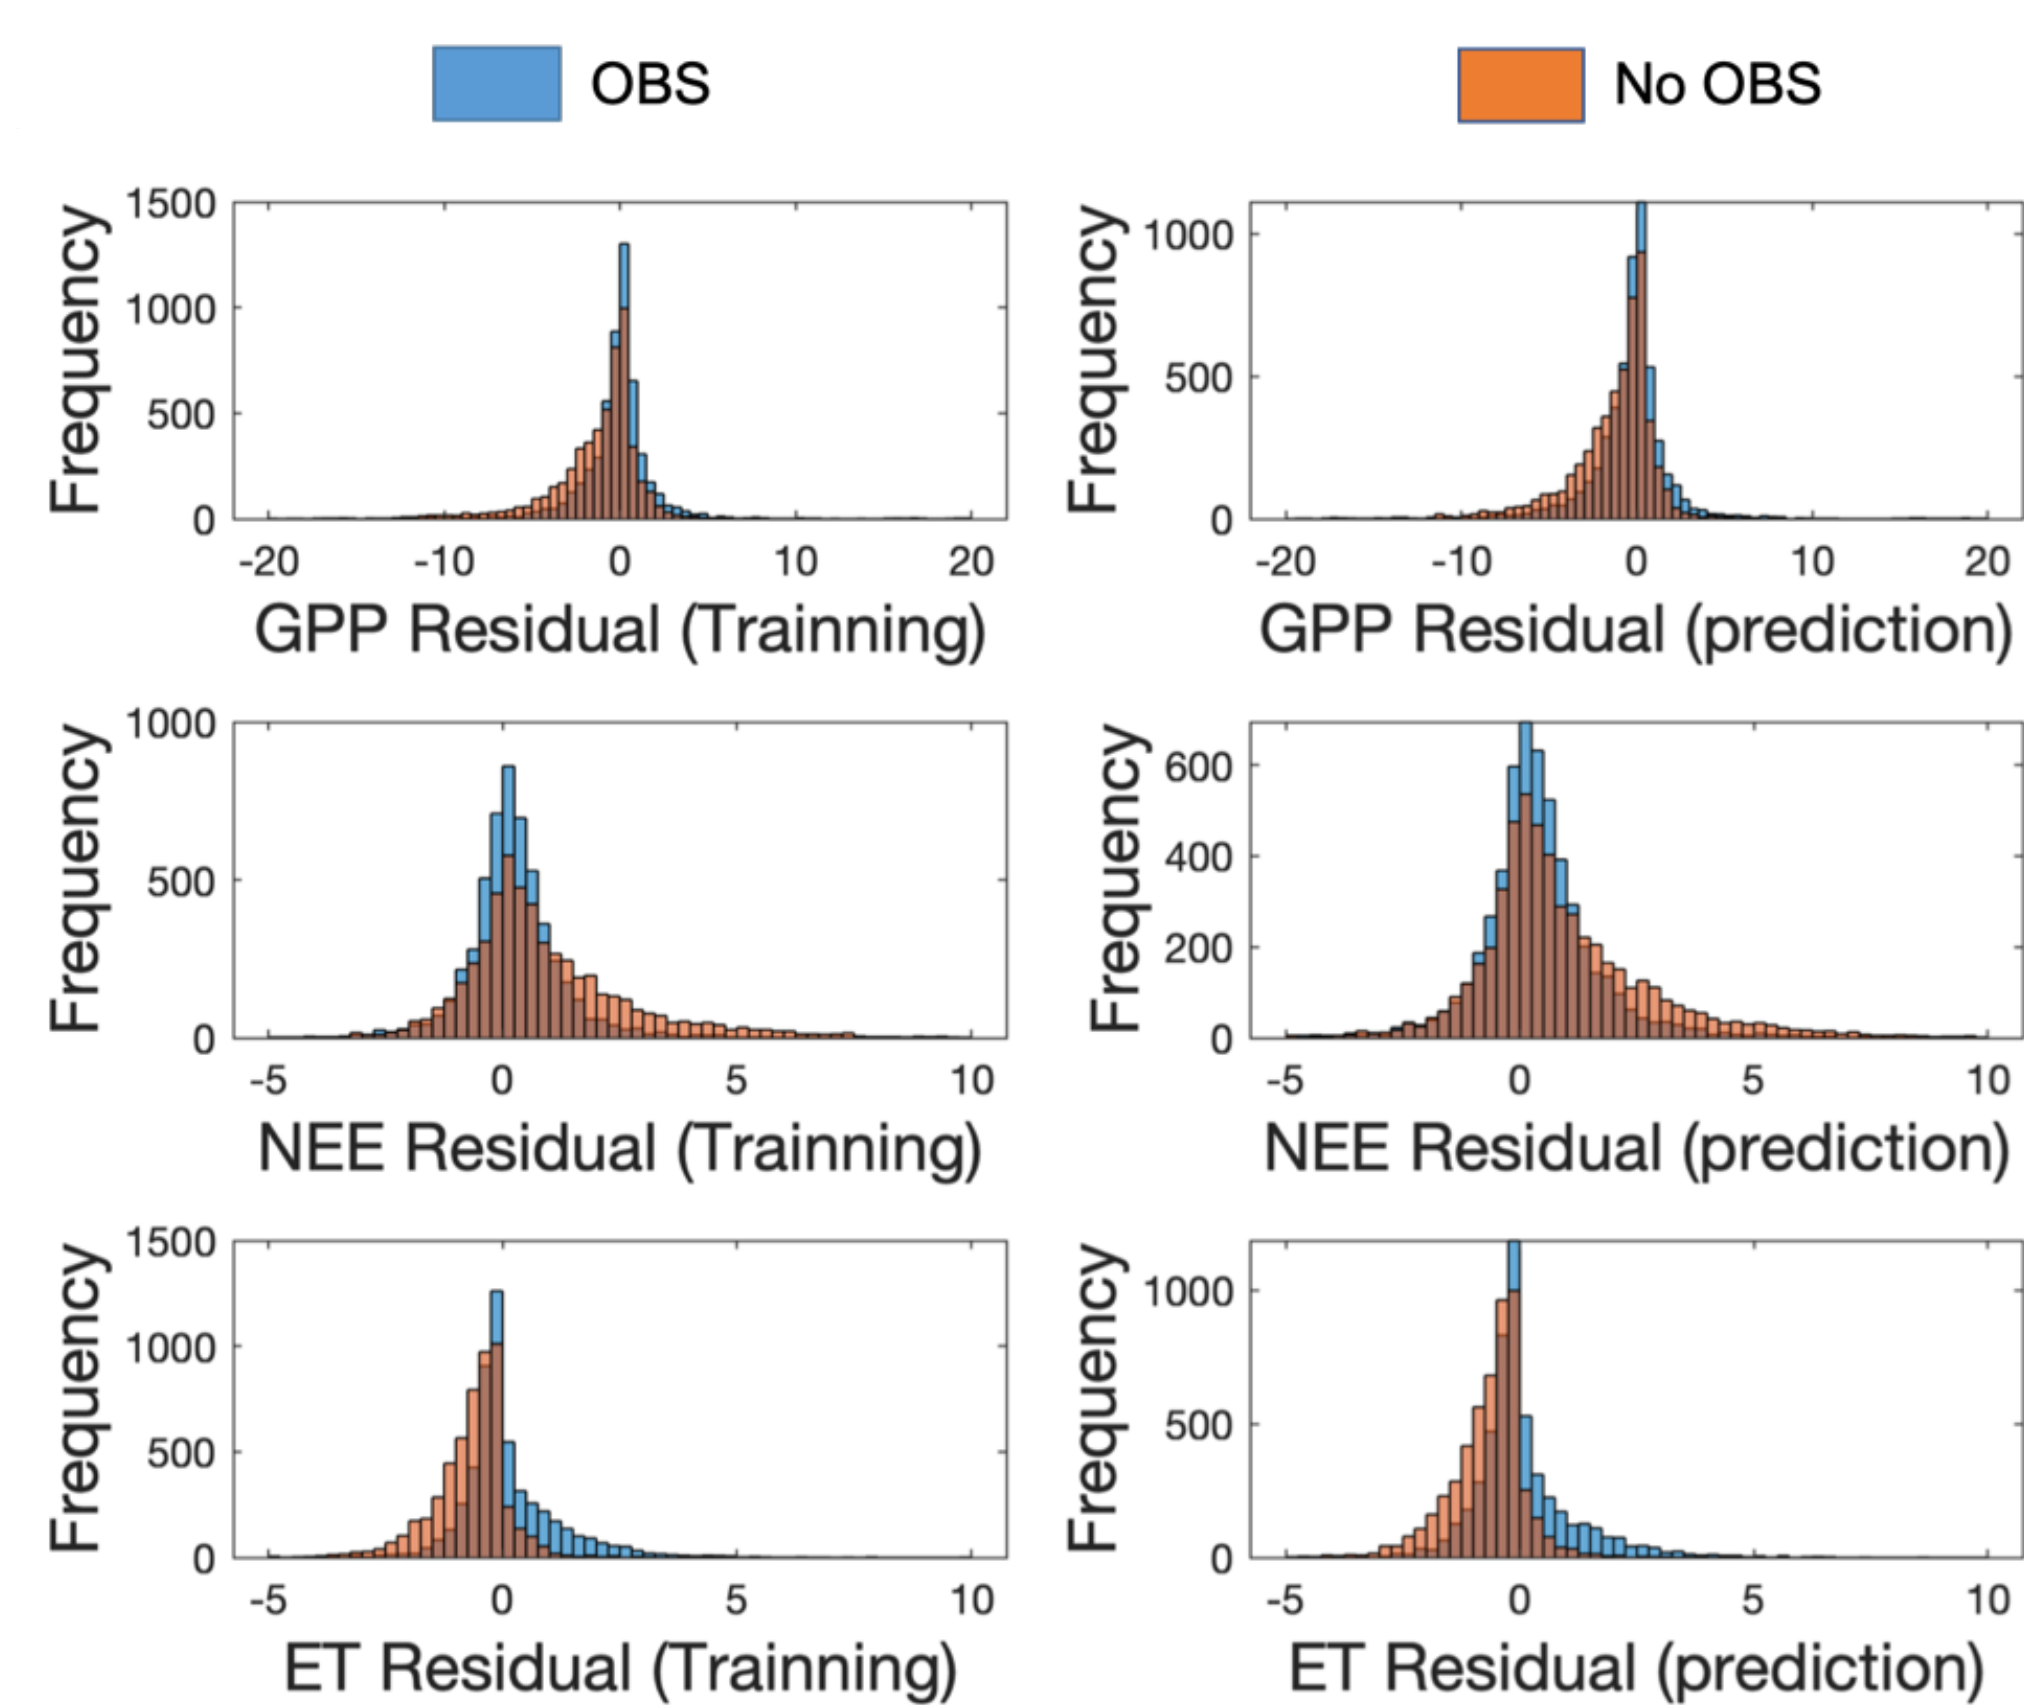 OBS
No OBS
Frequency
1500
1000
500
0
-20 -10 0 10 20
GPP Residual (Trainning)
Frequency
1000
500
0
-20 -10 0 10 20
GPP Residual (prediction)
Frequency
1000
500
0
-5 0 5 10
NEE Residual (Trainning)
Frequency
600
400
200
0
-5 0 5 10
NEE Residual (prediction)
Frequency
1500
1000
500
0
-5 0 5 10
ET Residual (Trainning)
Frequency
1000
500
0
-5 0 5 10
ET Residual (prediction)